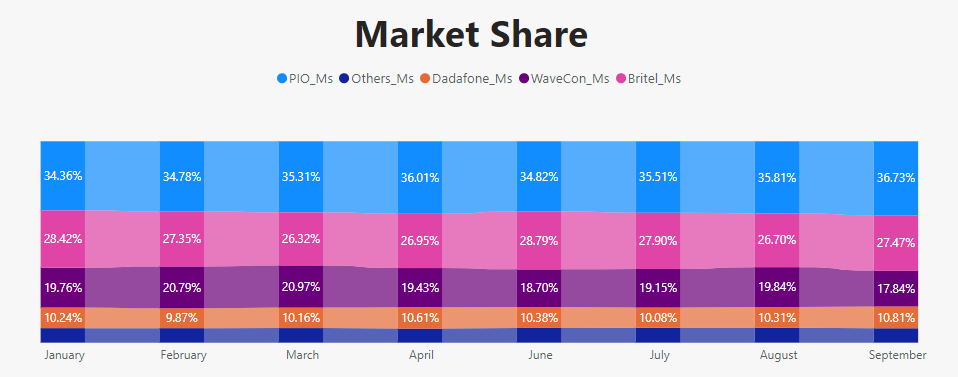 Market Share
PIO_Ms Others_Ms Dadafone_Ms WaveCon_Ms Britel_Ms
34.36% 34.78% 35.31% 36.01% 34.82% 35.51% 35.81% 36.73%
28.42% 27.35% 26.32% 26.95% 28.79% 27.90% 26.70% 27.47%
19.76% 20.79% 20.97% 19.43% 18.70% 19.15% 19.84% 17.84%
10.24% 9.87% 10.16% 10.61% 10.38% 10.08% 10.31% 10.81%
January February March April June July August September